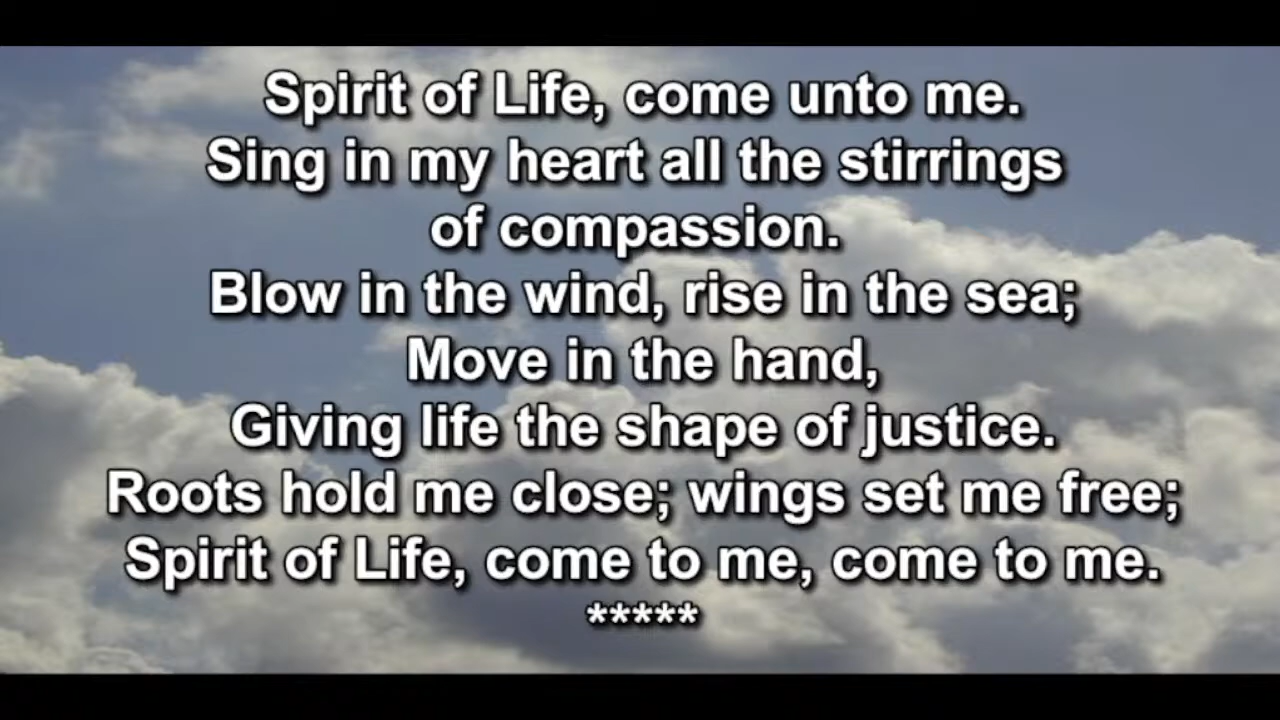 Spirit of Life, come unto me.
Sing in my heart all the stirrings
of compassion.
Blow in the wind, rise in the sea;
Move in the hand,
Giving life the shape of justice.
Roots hold me close; wings set me free;
Spirit of Life, come to me, come to me.
*****